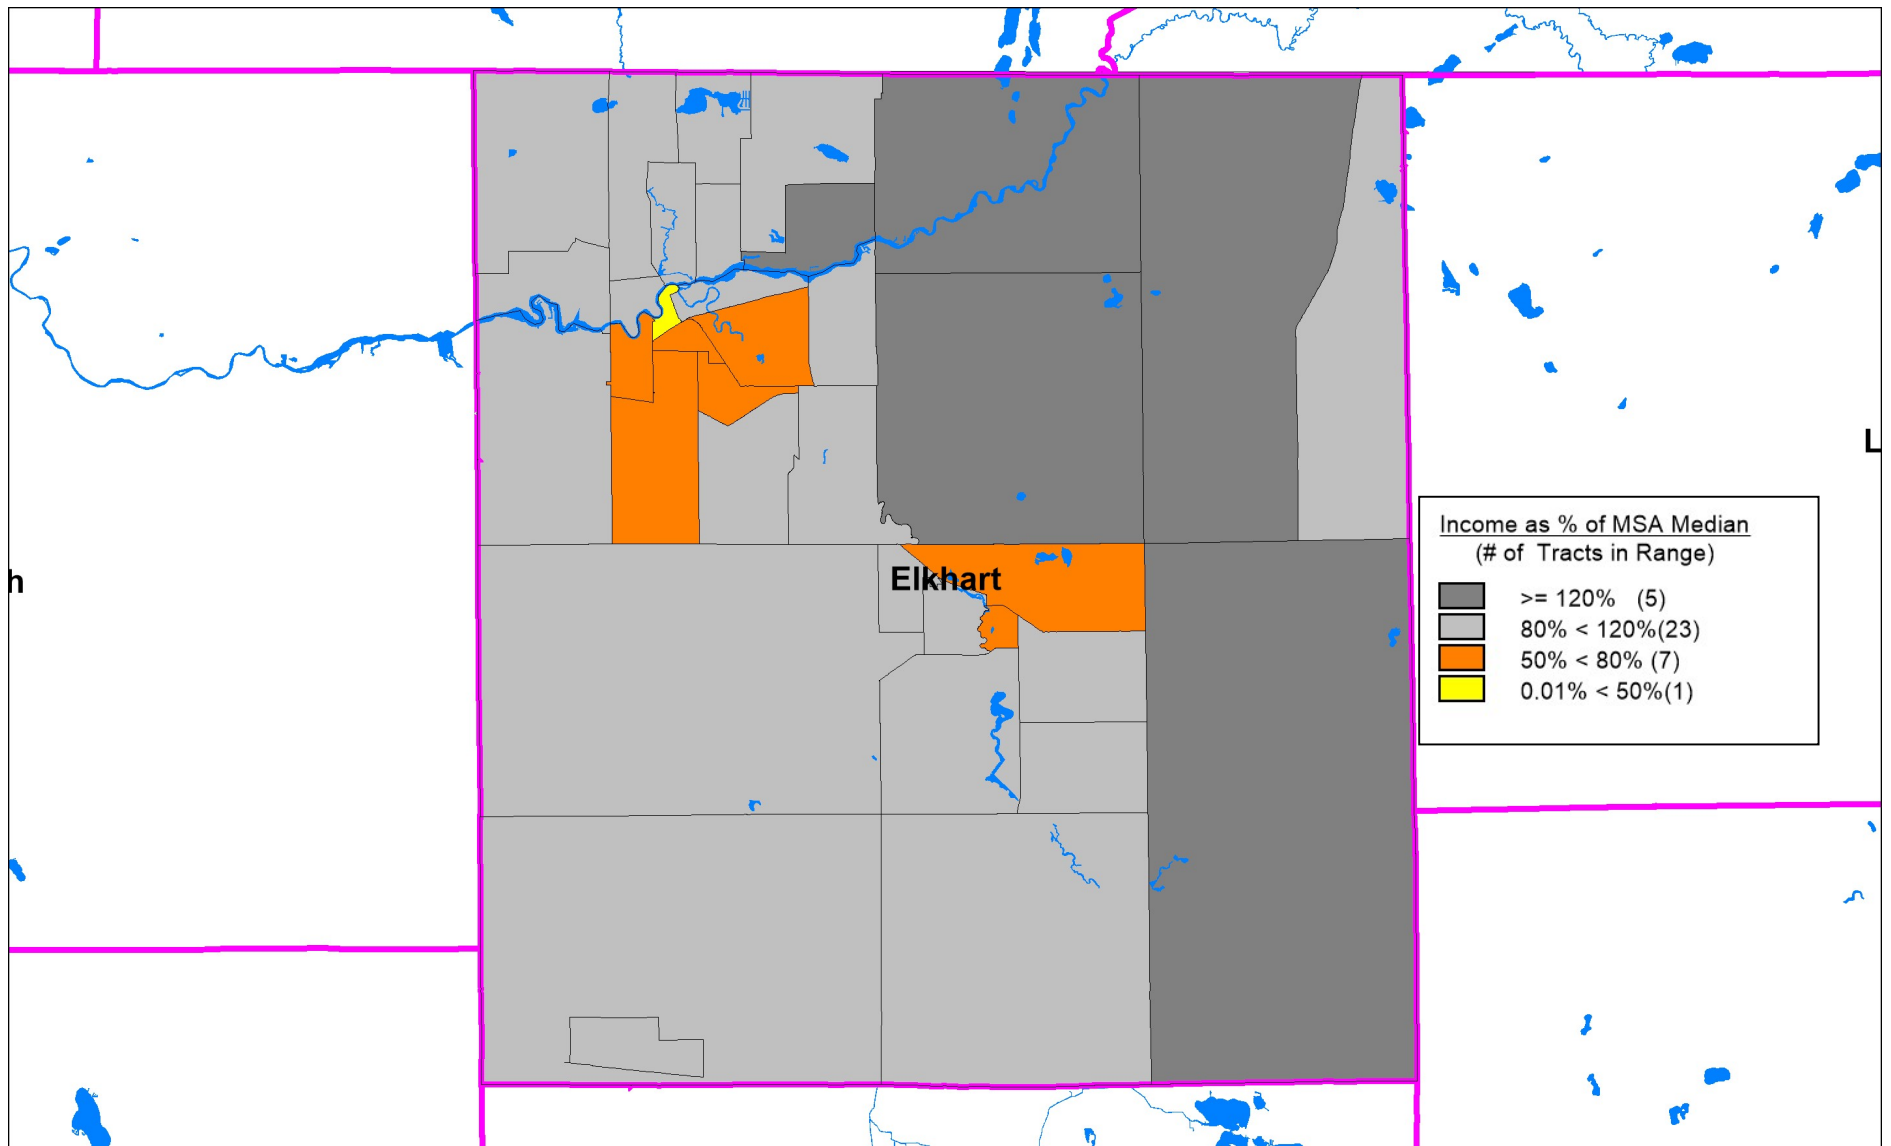 L
Income as % of MSA Median
(# of Tracts in Range)
h
Elkhart
>= 120% (5)
80% < 120%(23)
50% < 80% (7)
0.01% < 50%(1)